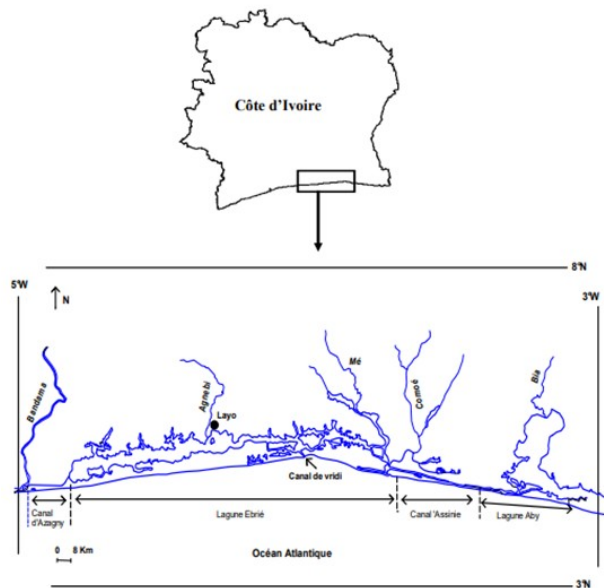 Côte d'Ivoire
8°N
5°W
N
3°W
Bandama
Agnebi
Layo
Mé
Comoé
Bia
Canal de vridi
Canal
d'Azagny
Lagune Ebrié
Canal 'Assinie
Lagune Aby
0 8 Km
Océan Atlantique
3°N